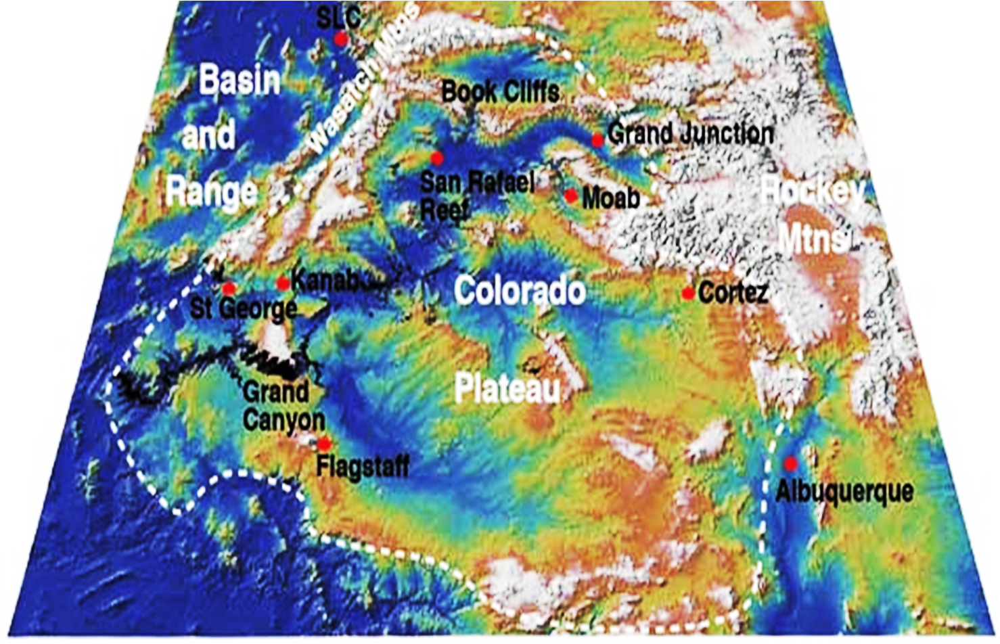 SLC
Wasatch Mtns
Basin
and
Range
Book Cliffs
Grand Junction
San Rafael
Reef
Moab
Rockey
Mtns
Kanab
St George
Colorado
Cortez
Plateau
Grand
Canyon
Flagstaff
Albuquerque